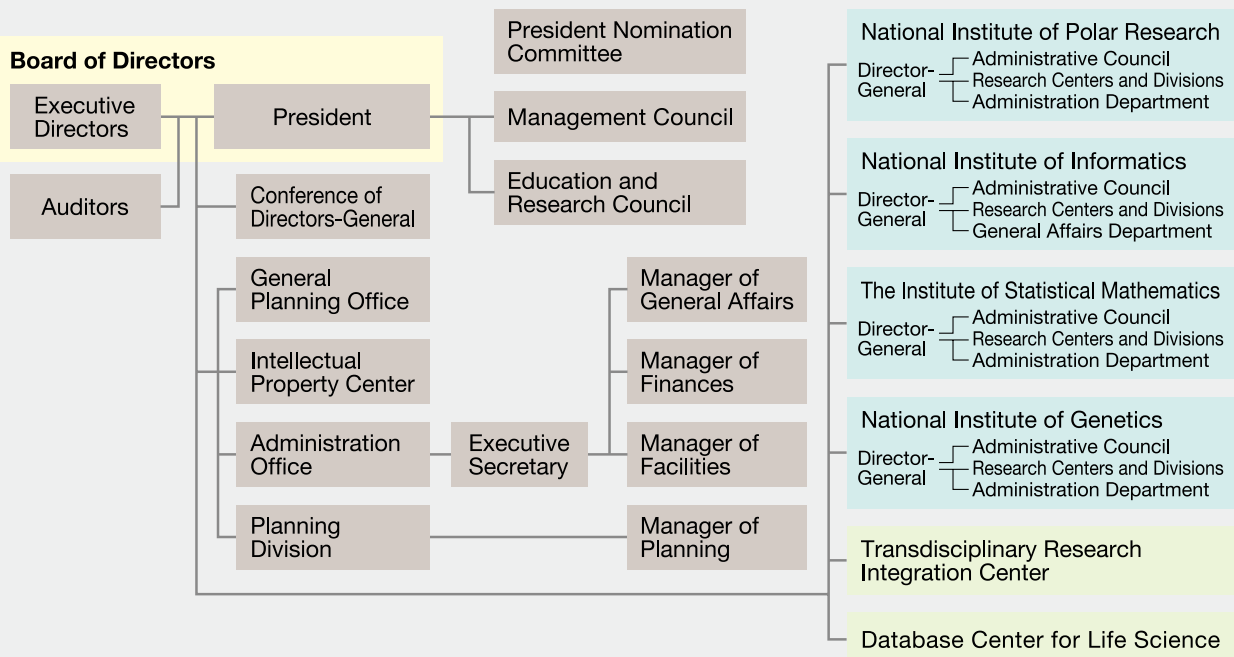 Board of Directors
Executive
Directors
President
Auditors
President Nomination
Committee
Management Council
Education and
Research Council
Conference of
Directors-General
General
Planning Office
Intellectual
Property Center
Administration
Office
Planning
Division
Executive
Secretary
Manager of
General Affairs
Manager of
Finances
Manager of
Facilities
Manager of
Planning
National Institute of Polar Research
Director-
General
Administrative Council
Research Centers and Divisions
Administration Department
National Institute of Informatics
Director-
General
Administrative Council
Research Centers and Divisions
General Affairs Department
The Institute of Statistical Mathematics
Director-
General
Administrative Council
Research Centers and Divisions
Administration Department
National Institute of Genetics
Director-
General
Administrative Council
Research Centers and Divisions
Administration Department
Transdisciplinary Research
Integration Center
Database Center for Life Science